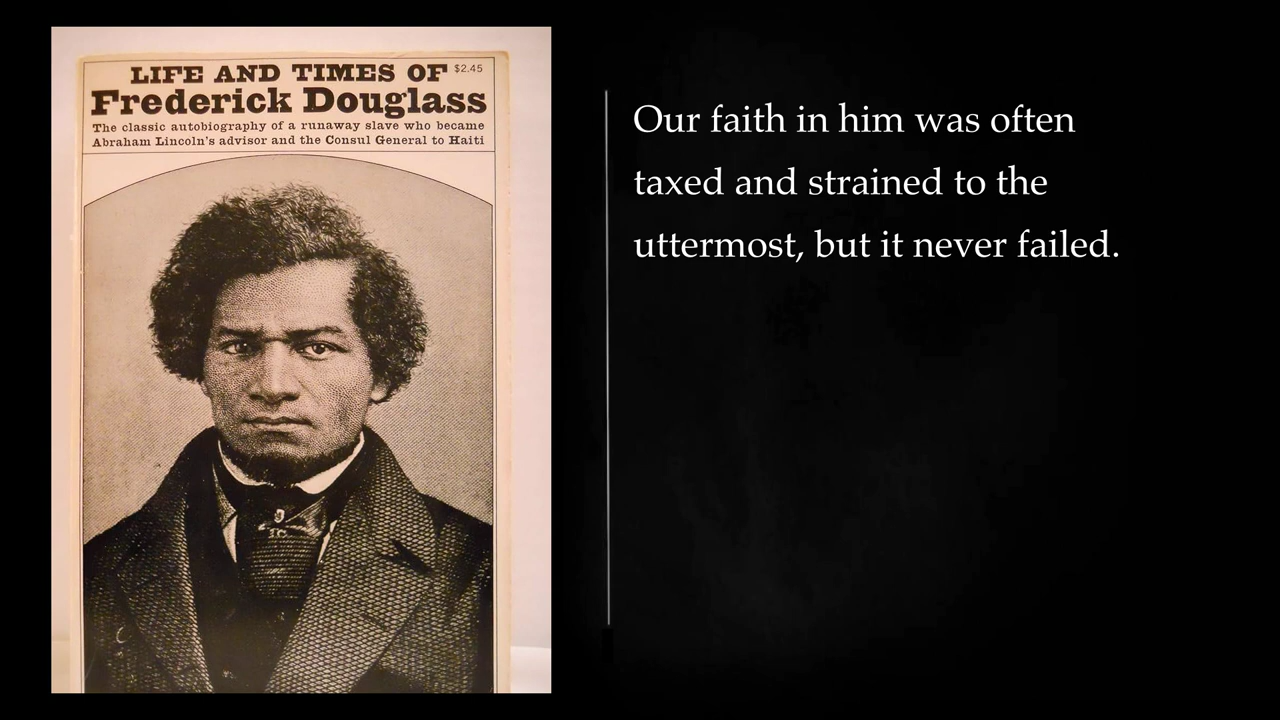 LIFE AND TIMES OF $2.45
Frederick Douglass
The classic autobiography of a runaway slave who became
Abraham Lincoln's advisor and the Consul General to Haiti
Our faith in him was often
taxed and strained to the
uttermost, but it never failed.